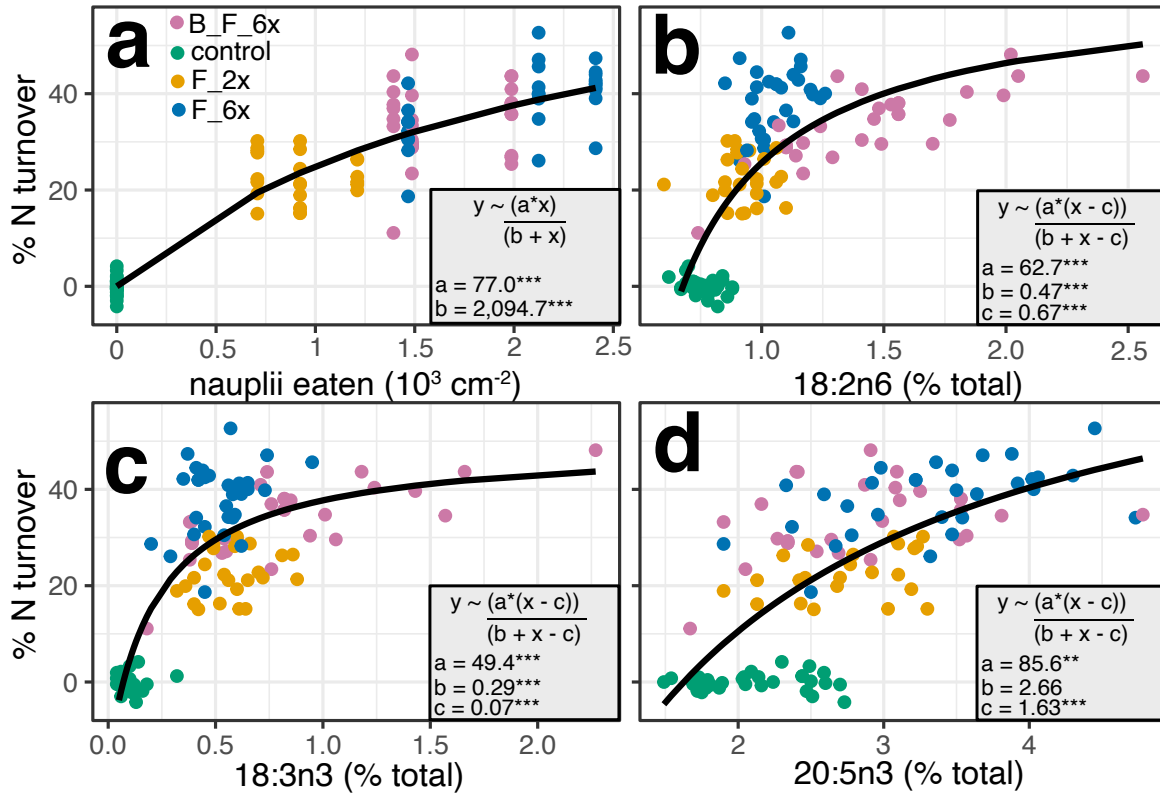 a
B_F_6x
control
F_2x
F_6x
% N turnover
40
20
0
y ~ (a*x)
(b + x)
a = 77.0***
b = 2,094.7***
0
0.5
1.0
1.5
2.0
2.5
nauplii eaten (10³ cm⁻²)
b
y ~ (a*(x - c))
(b + x - c)
a = 62.7***
b = 0.47***
c = 0.67***
1.0
1.5
2.0
2.5
18:2n6 (% total)
c
% N turnover
40
20
0
y ~ (a*(x - c))
(b + x - c)
a = 49.4***
b = 0.29***
c = 0.07***
0.0
0.5
1.0
1.5
2.0
18:3n3 (% total)
d
y ~ (a*(x - c))
(b + x - c)
a = 85.6**
b = 2.66
c = 1.63***
2
3
4
20:5n3 (% total)